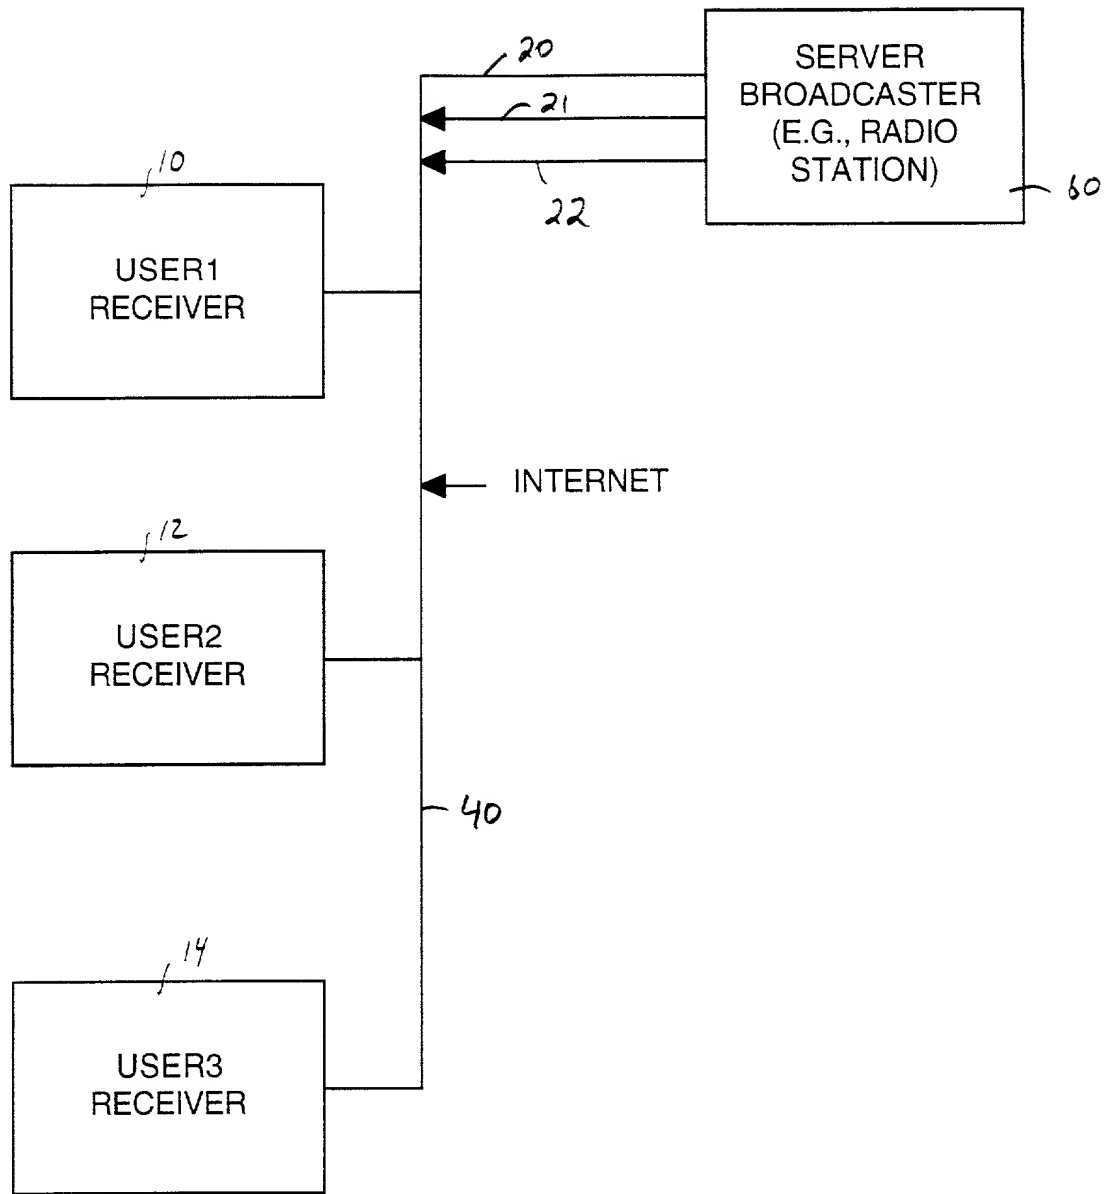 20
SERVER
BROADCASTER
(E.G., RADIO
STATION)
21
22
60
10
USER1
RECEIVER
INTERNET
12
USER2
RECEIVER
40
14
USER3
RECEIVER